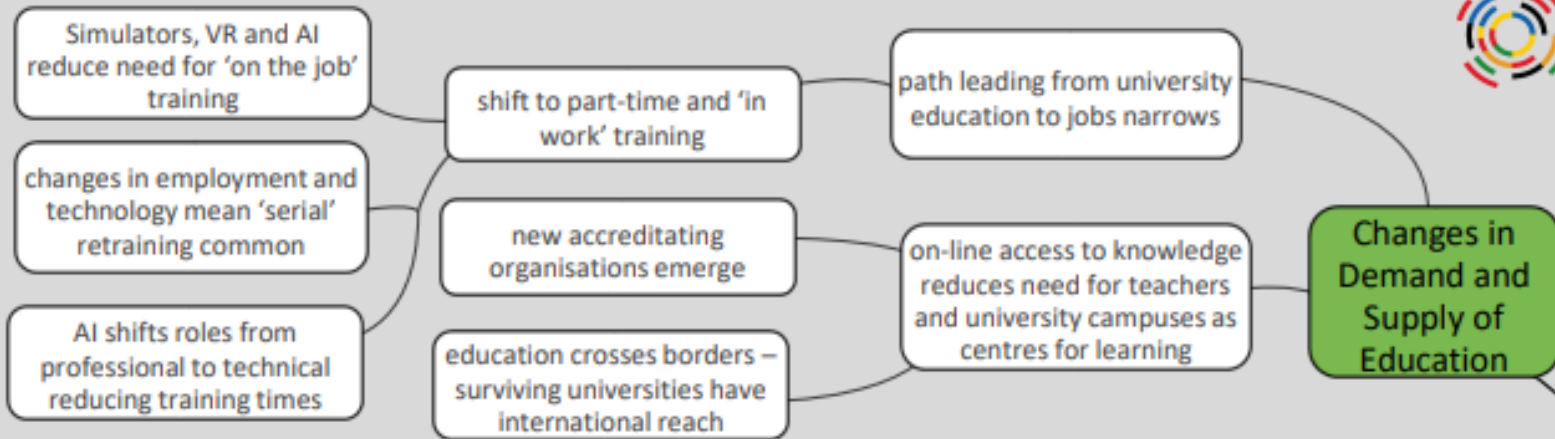 Simulators, VR and AI
reduce need for ‘on the job’
training
changes in employment and
technology mean ‘serial’
retraining common
AI shifts roles from
professional to technical
reducing training times
shift to part-time and ‘in
work’ training
new accreditating
organisations emerge
education crosses borders –
surviving universities have
international reach
path leading from university
education to jobs narrows
on-line access to knowledge
reduces need for teachers
and university campuses as
centres for learning
Changes in
Demand and
Supply of
Education